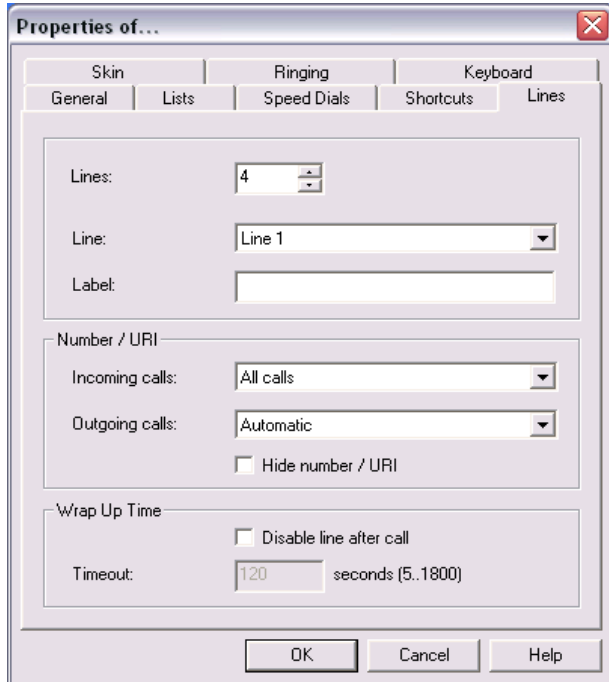 Properties of...
Skin Ringing Keyboard
General Lists Speed Dials Shortcuts Lines
Lines: 4
Line: Line 1
Label:
Number / URI
Incoming calls: All calls
Outgoing calls: Automatic
Hide number / URI
Wrap Up Time
Disable line after call
Timeout: 120 seconds (5..1800)
OK Cancel Help